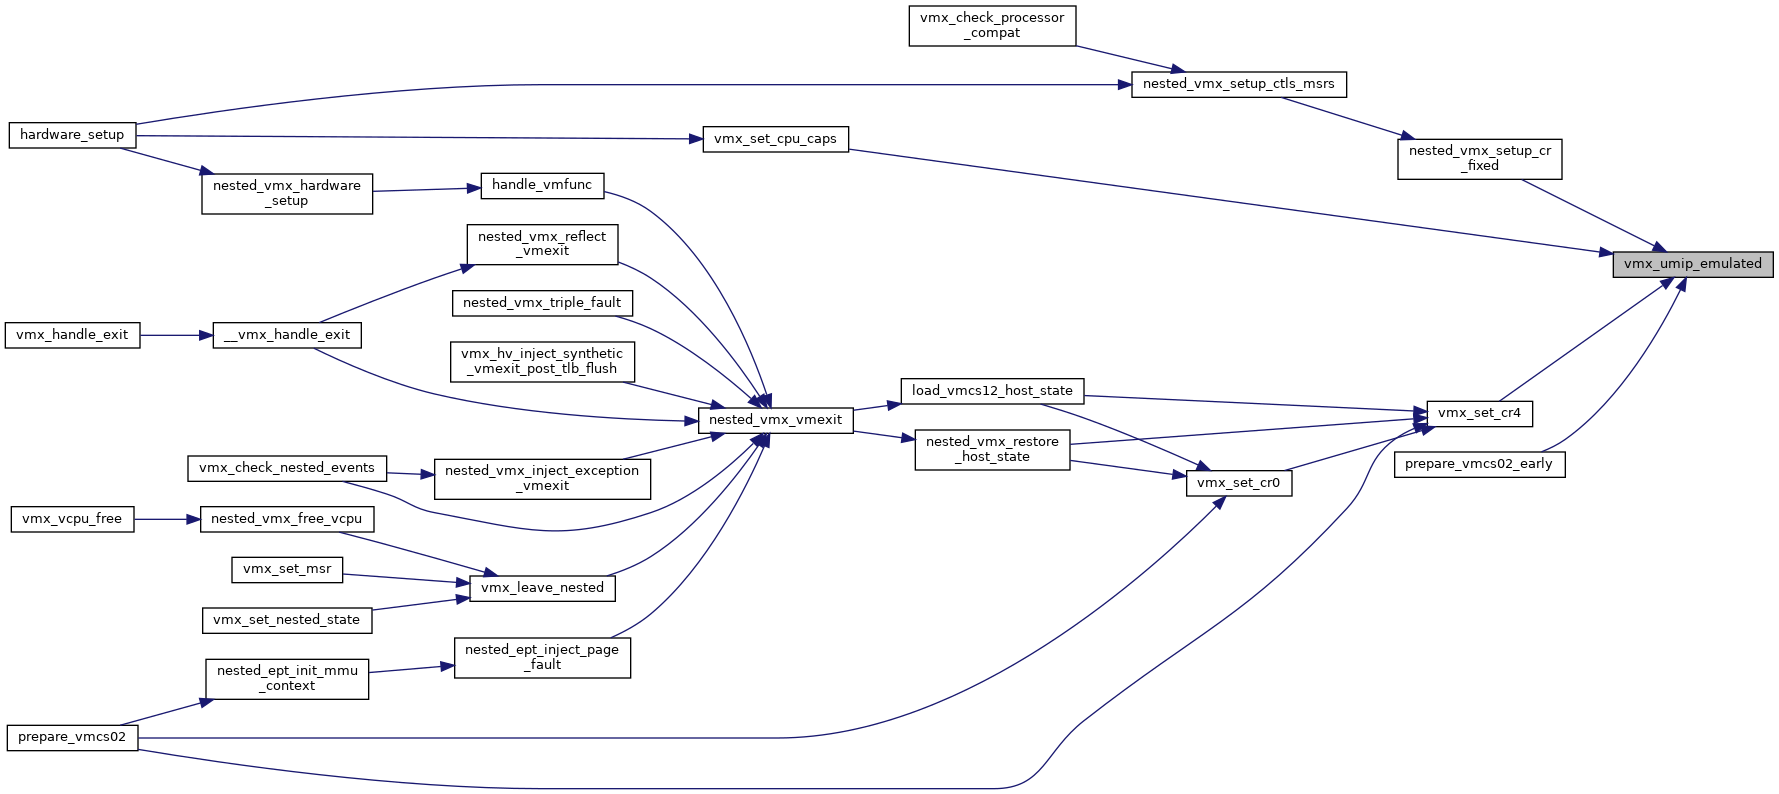 vmx_check_processor
_compat
nested_vmx_setup_ctls_msrs
hardware_setup
vmx_set_cpu_caps
nested_vmx_setup_cr
_fixed
nested_vmx_hardware
_setup
handle_vmfunc
nested_vmx_reflect
_vmexit
vmx_umip_emulated
nested_vmx_triple_fault
vmx_handle_exit
__vmx_handle_exit
vmx_hv_inject_synthetic
_vmexit_post_tlb_flush
load_vmcs12_host_state
nested_vmx_vmexit
vmx_set_cr4
nested_vmx_restore
_host_state
vmx_check_nested_events
nested_vmx_inject_exception
_vmexit
prepare_vmcs02_early
vmx_set_cr0
vmx_vcpu_free
nested_vmx_free_vcpu
vmx_set_msr
vmx_leave_nested
vmx_set_nested_state
nested_ept_inject_page
_fault
nested_ept_init_mmu
_context
prepare_vmcs02